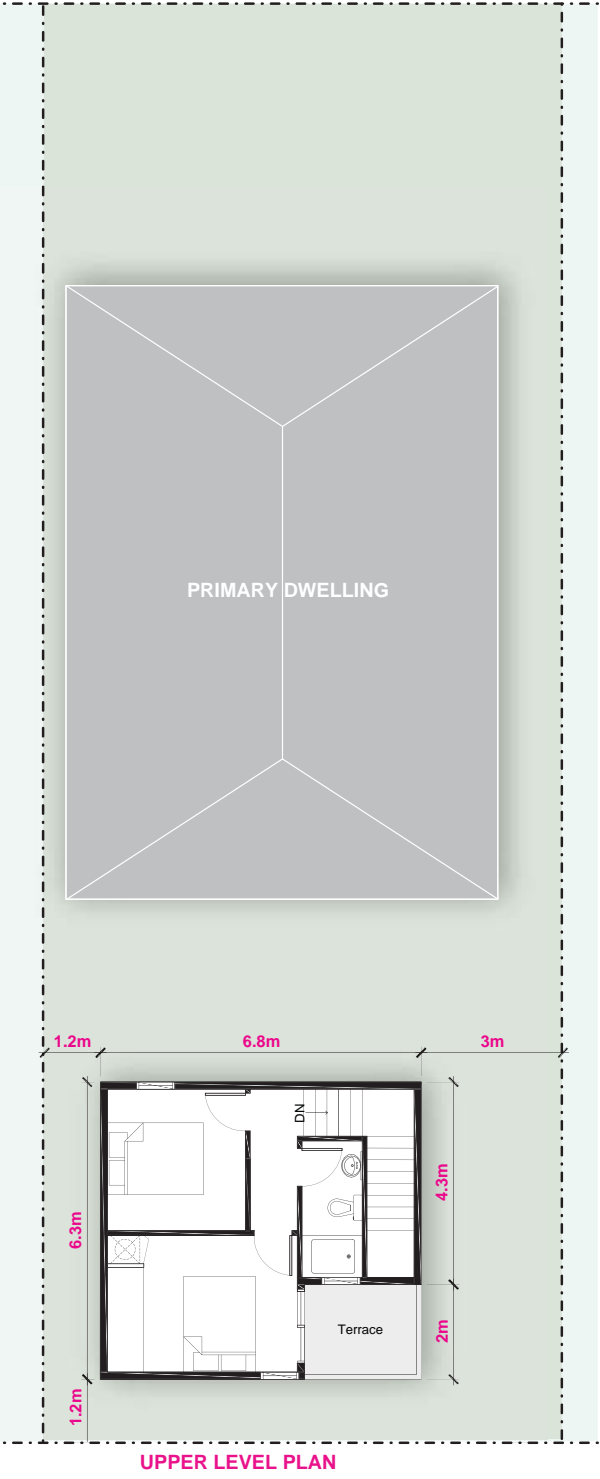 PRIMARY DWELLING
1.2m
6.8m
3m
DN
4.3m
6.3m
Terrace
2m
1.2m
UPPER LEVEL PLAN